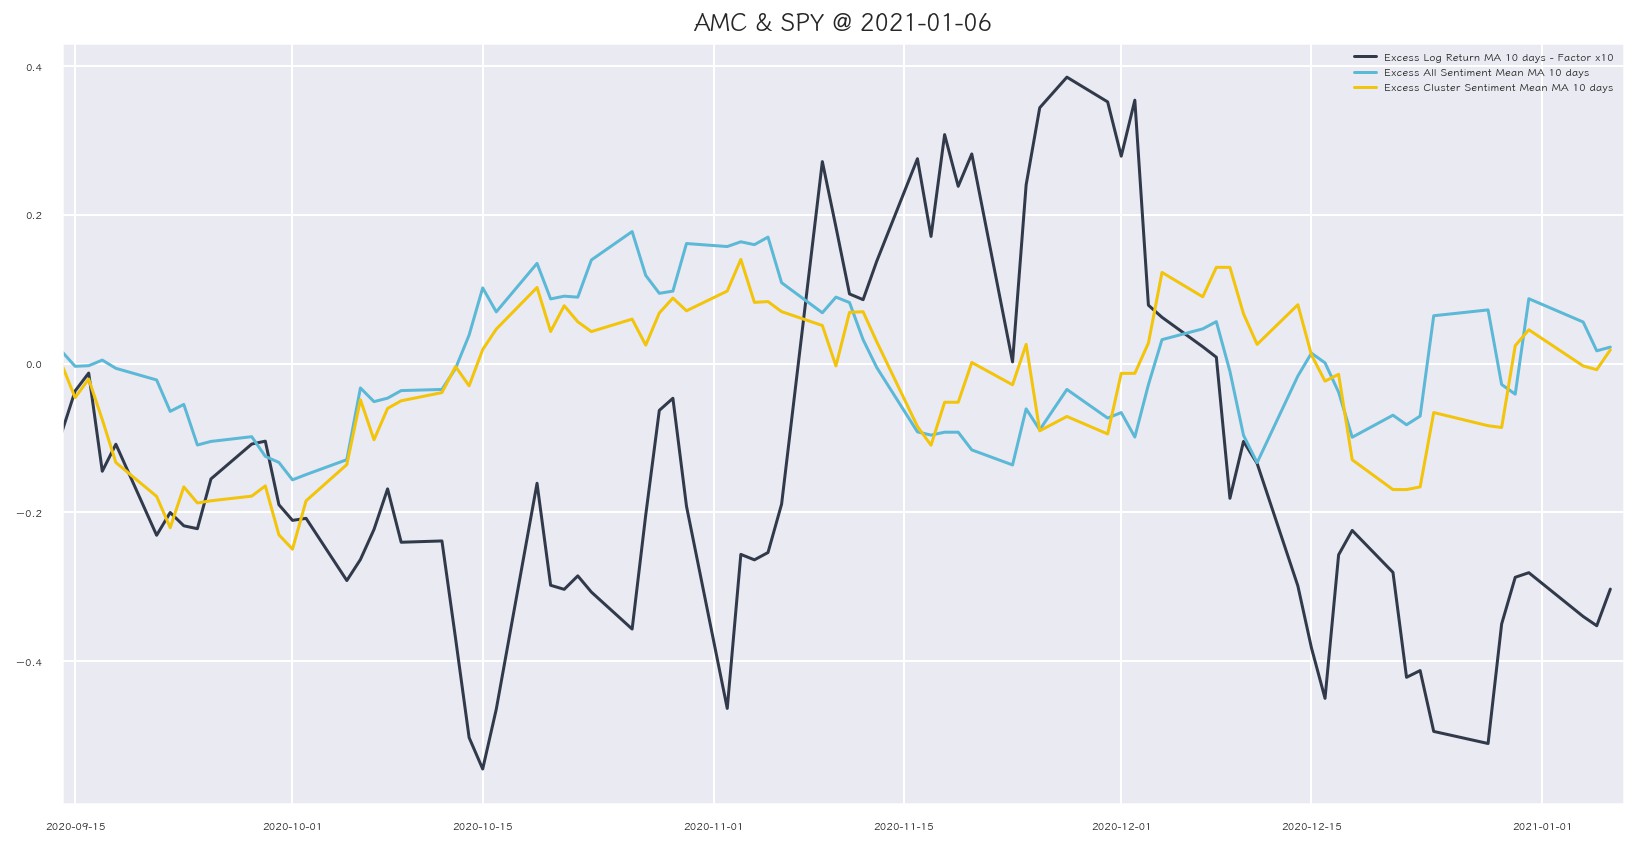 AMC & SPY @ 2021-01-06
Excess Log Return MA 10 days - Factor x10
Excess All Sentiment Mean MA 10 days
Excess Cluster Sentiment Mean MA 10 days
0.4
0.2
0.0
−0.2
−0.4
2020-09-15 2020-10-01 2020-10-15 2020-11-01 2020-11-15 2020-12-01 2020-12-15 2021-01-01